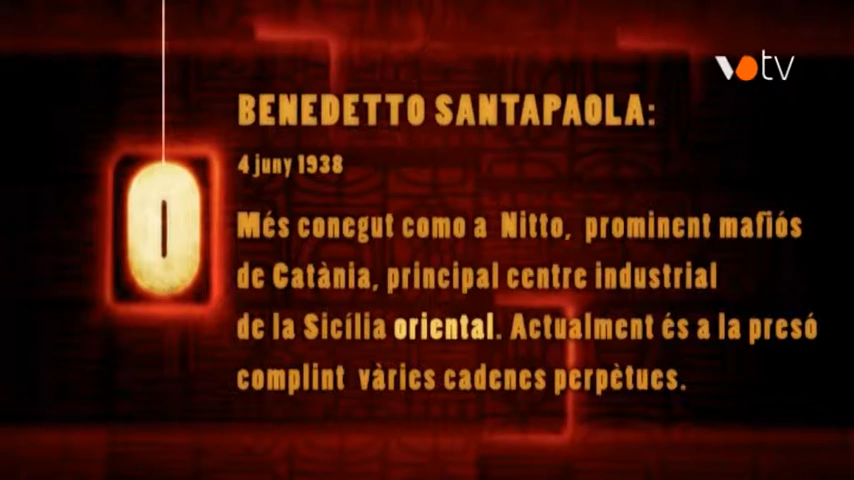 votv
BENEDETTO SANTAPAOLA:
4 juny 1938
0
Més conegut como a Nitto, prominent mafiós
de Catània, principal centre industrial
de la Sicília oriental. Actualment és a la presó
complint vàries cadenes perpètues.